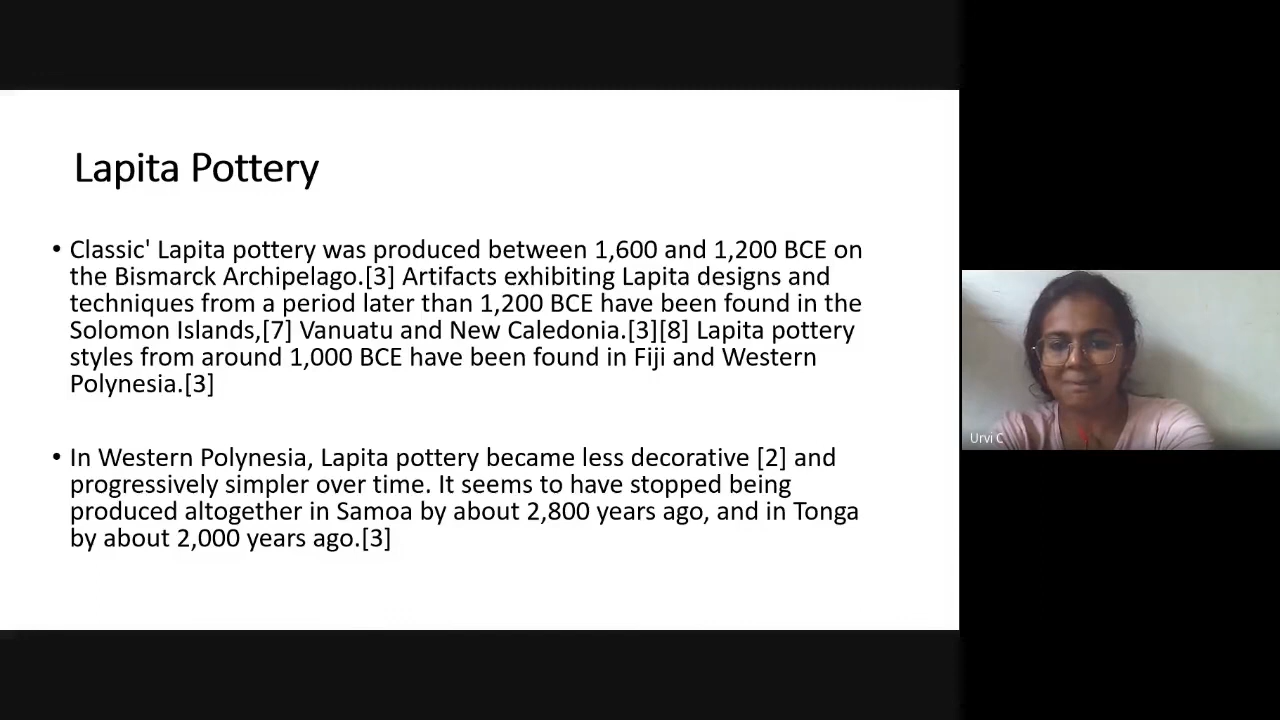 Lapita Pottery
• Classic' Lapita pottery was produced between 1,600 and 1,200 BCE on
the Bismarck Archipelago.[3] Artifacts exhibiting Lapita designs and
techniques from a period later than 1,200 BCE have been found in the
Solomon Islands,[7] Vanuatu and New Caledonia.[3][8] Lapita pottery
styles from around 1,000 BCE have been found in Fiji and Western
Polynesia.[3]
• In Western Polynesia, Lapita pottery became less decorative [2] and
progressively simpler over time. It seems to have stopped being
produced altogether in Samoa by about 2,800 years ago, and in Tonga
by about 2,000 years ago.[3]
Urvi C